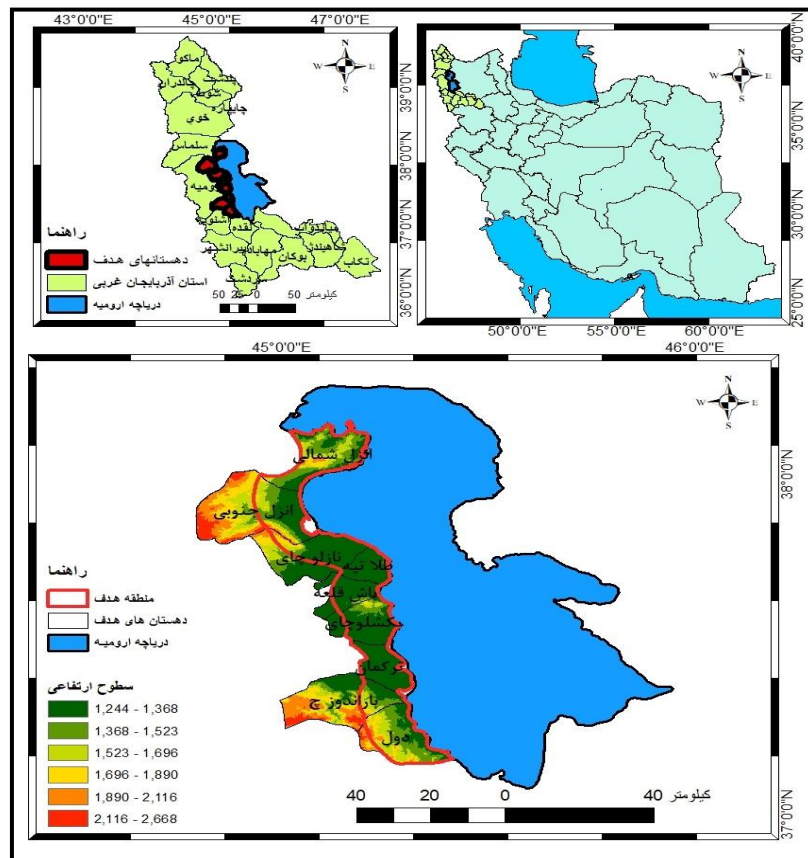 43°0'0"E 45°0'0"E 47°0'0"E
N
W E
S
ماکو
چالدران
شوط
چایپاره
خوی
سلماس
ارومیه
اشنویه
نقده
میاندوآب
شاهیندژ
پیرانشهر
مهاباد
بوکان
تکاب
سردشت
39°0'0"N
38°0'0"N
37°0'0"N
36°0'0"N
راهنما
دهستانهای هدف
استان آذربایجان غربی
دریاچه ارومیه
50 25 0 50 کیلومتر
N
W E
S
40°0'0"N
35°0'0"N
30°0'0"N
25°0'0"N
50°0'0"E 55°0'0"E 60°0'0"E
45°0'0"E 46°0'0"E
N
W E
S
انزل شمالی
انزل جنوبی
نازلو چای
طلا تپه
باش قلعه
بکشلوچای
ترکمان
باراندوز چ
دول
38°0'0"N
37°0'0"N
راهنما
منطقه هدف
دهستان های هدف
دریاچه ارومیه
سطوح ارتفاعی
1,244 - 1,368
1,368 - 1,523
1,523 - 1,696
1,696 - 1,890
1,890 - 2,116
2,116 - 2,668
40 20 0 40 کیلومتر